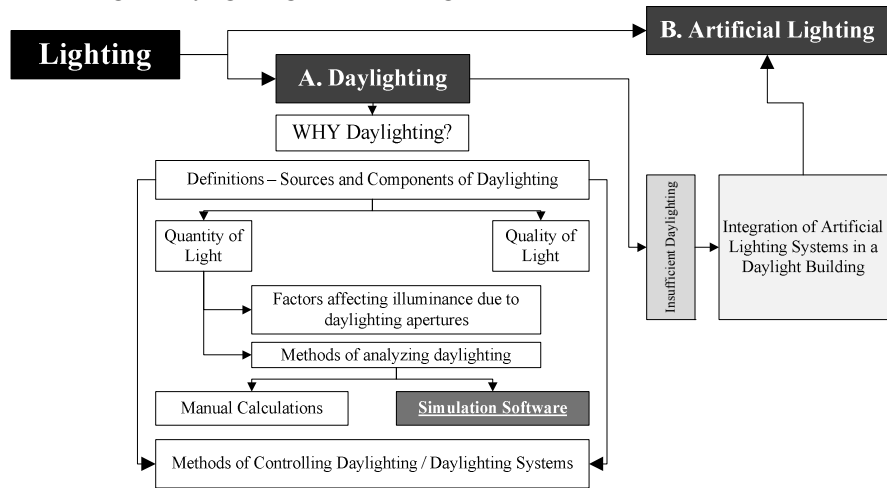 B. Artificial Lighting
Lighting
A. Daylighting
WHY Daylighting?
Definitions – Sources and Components of Daylighting
Quantity of
Light
Quality of
Light
Insufficient Daylighting
Integration of Artificial
Lighting Systems in a
Daylight Building
Factors affecting illuminance due to
daylighting apertures
Methods of analyzing daylighting
Manual Calculations
Simulation Software
Methods of Controlling Daylighting / Daylighting Systems